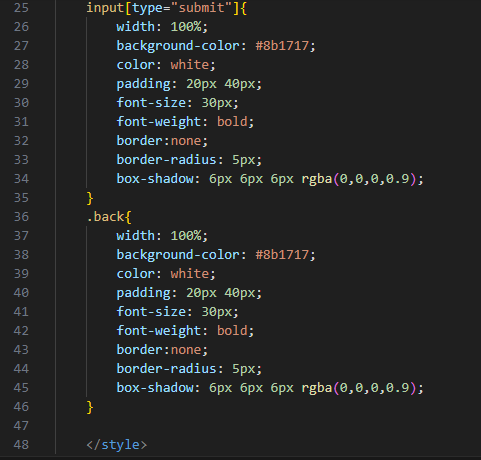 25 input[type="submit"]{
26 width: 100%;
27 background-color: #8b1717;
28 color: white;
29 padding: 20px 40px;
30 font-size: 30px;
31 font-weight: bold;
32 border:none;
33 border-radius: 5px;
34 box-shadow: 6px 6px 6px rgba(0,0,0,0.9);
35 }
36 .back{
37 width: 100%;
38 background-color: #8b1717;
39 color: white;
40 padding: 20px 40px;
41 font-size: 30px;
42 font-weight: bold;
43 border:none;
44 border-radius: 5px;
45 box-shadow: 6px 6px 6px rgba(0,0,0,0.9);
46 }
47
48 </style>